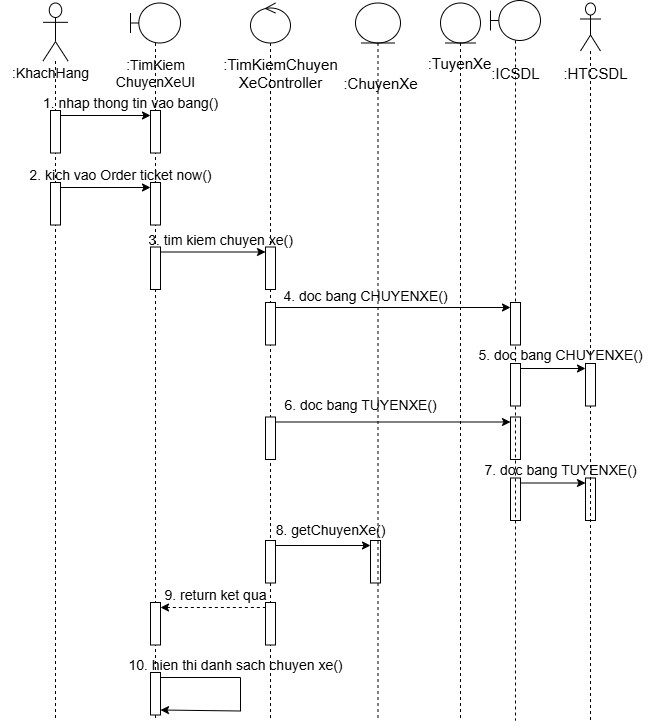 :KhachHang
:TimKiem
ChuyenXeUI
:TimKiemChuyen
XeController
:ChuyenXe
:TuyenXe
:ICSDL
:HTCSDL
1. nhap thong tin vao bang()
2. kich vao Order ticket now()
3. tim kiem chuyen xe()
4. doc bang CHUYENXE()
5. doc bang CHUYENXE()
6. doc bang TUYENXE()
7. doc bang TUYENXE()
8. getChuyenXe()
9. return ket qua
10. hien thi danh sach chuyen xe()